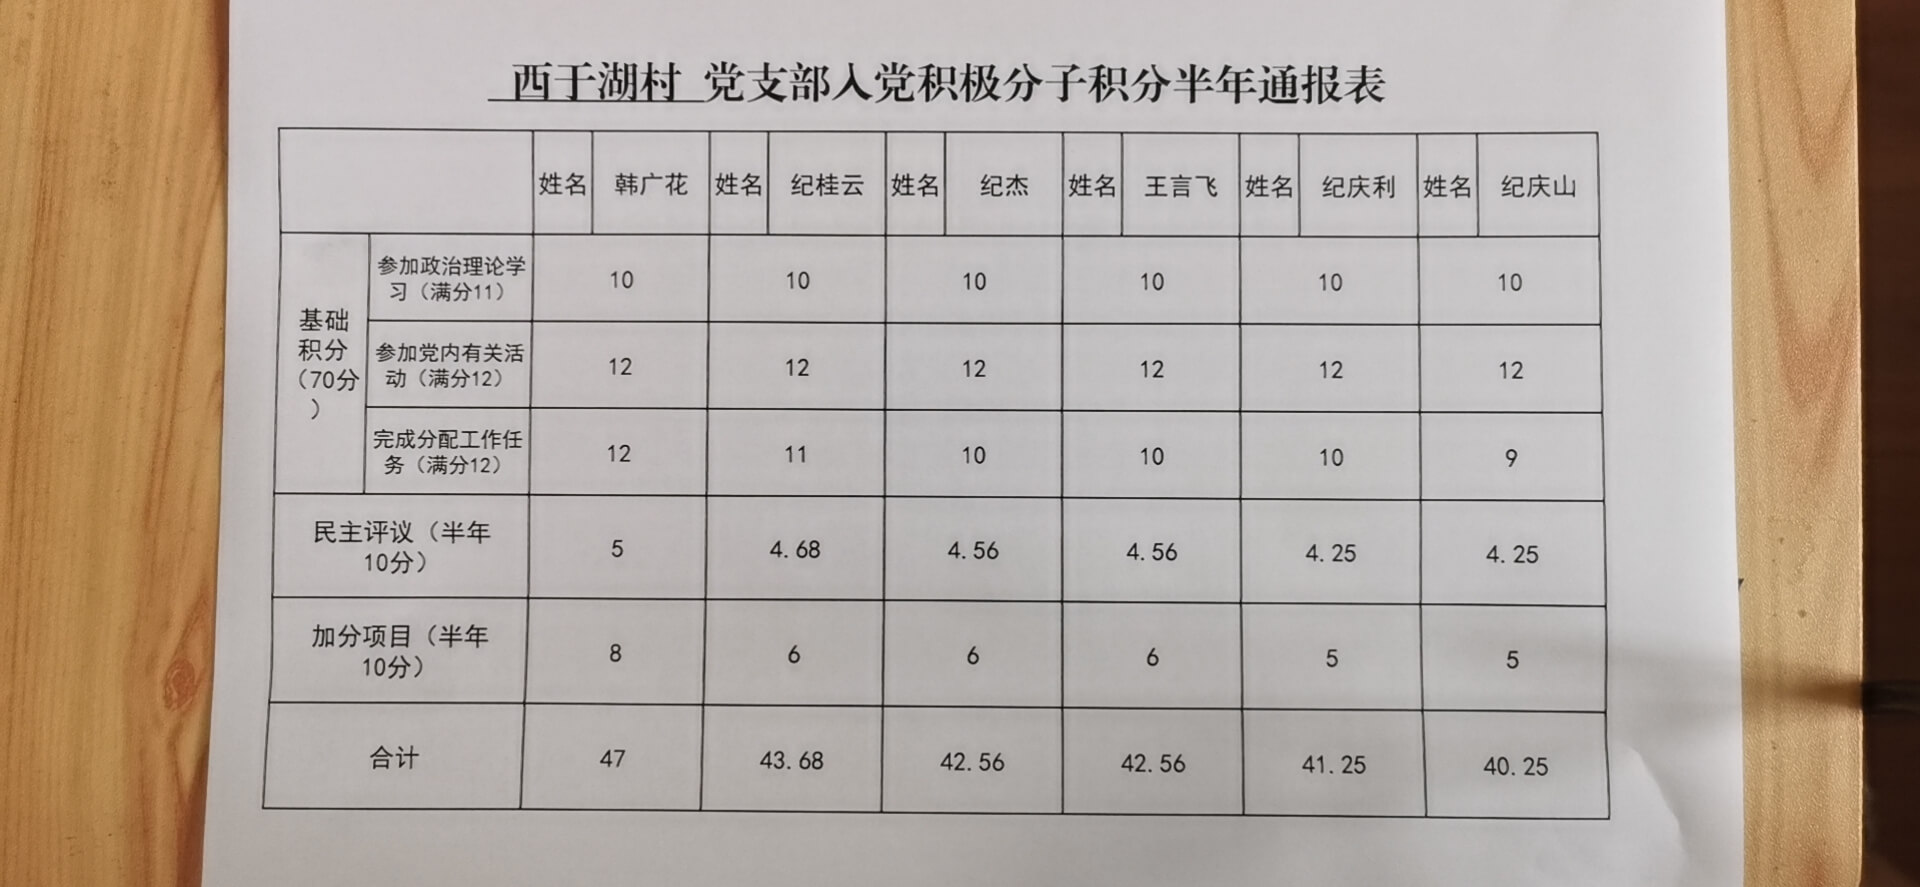 西于湖村 党支部入党积极分子积分半年通报表
姓名 韩广花 姓名 纪桂云 姓名 纪杰 姓名 王言飞 姓名 纪庆利 姓名 纪庆山
基础
积分
（70分
）
参加政治理论学
习（满分11）
10 10 10 10 10 10
参加党内有关活
动（满分12）
12 12 12 12 12 12
完成分配工作任
务（满分12）
12 11 10 10 10 9
民主评议（半年
10分）
5 4.68 4.56 4.56 4.25 4.25
加分项目（半年
10分）
8 6 6 6 5 5
合计 47 43.68 42.56 42.56 41.25 40.25